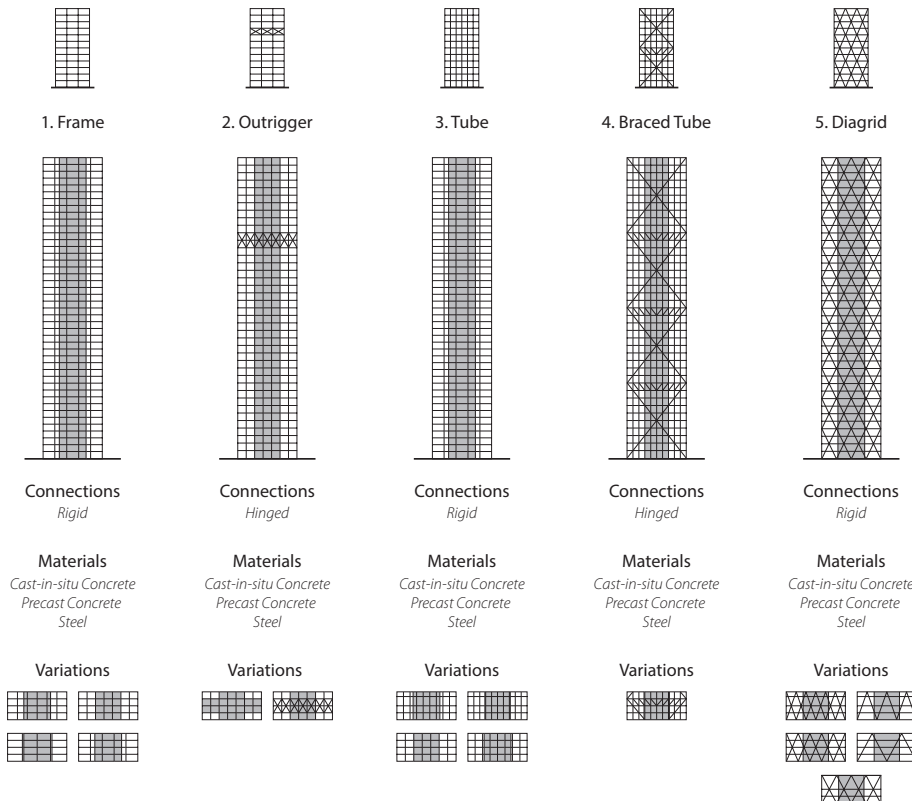 1. Frame
2. Outrigger
3. Tube
4. Braced Tube
5. Diagrid
Connections
Rigid
Connections
Hinged
Connections
Rigid
Connections
Hinged
Connections
Rigid
Materials
Cast-in-situ Concrete
Precast Concrete
Steel
Materials
Cast-in-situ Concrete
Precast Concrete
Steel
Materials
Cast-in-situ Concrete
Precast Concrete
Steel
Materials
Cast-in-situ Concrete
Precast Concrete
Steel
Materials
Cast-in-situ Concrete
Precast Concrete
Steel
Variations
Variations
Variations
Variations
Variations